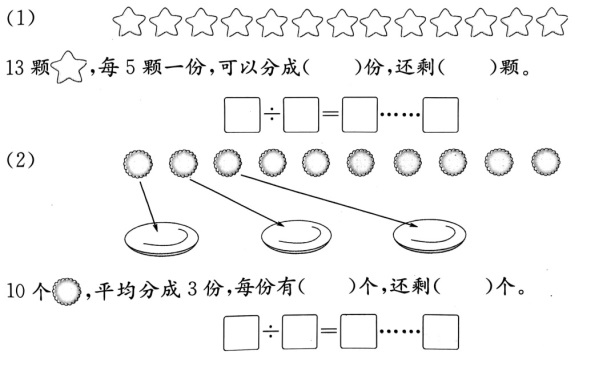 (1)
13 颗☆,每 5 颗一份,可以分成(    )份,还剩(    )颗。
□÷□=□……□
(2)
10 个,平均分成 3 份,每份有(    )个,还剩(    )个。
□÷□=□……□